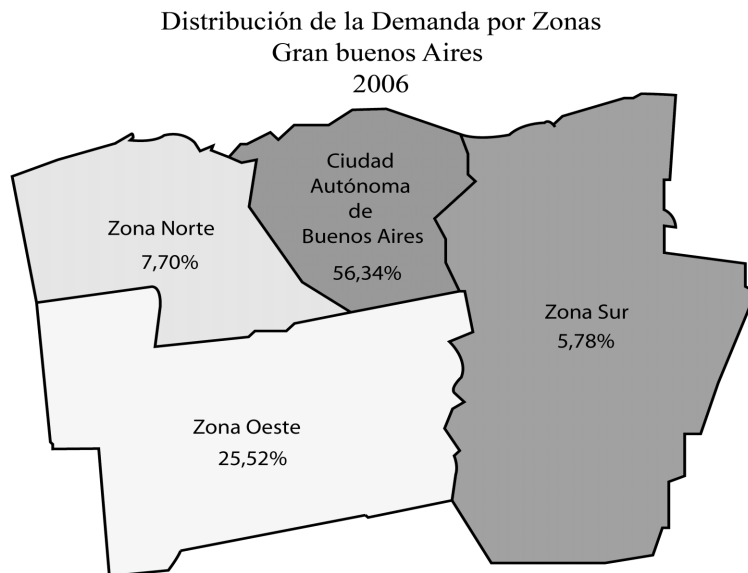 Distribución de la Demanda por Zonas
Gran buenos Aires
2006
Ciudad
Autónoma
de
Buenos Aires
56,34%
Zona Norte
7,70%
Zona Sur
5,78%
Zona Oeste
25,52%